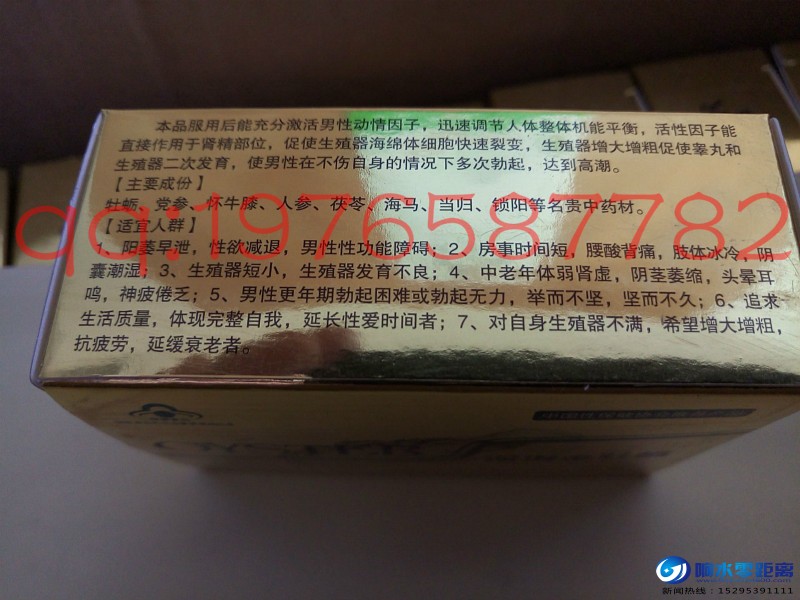 本品服用后能充分激活男性动情因子，迅速调节人体整体机能平衡，活性因子能
直接作用于肾精部位，促使生殖器海绵体细胞快速裂变，生殖器增大增粗促使睾丸和
生殖器二次发育，使男性在不伤自身的情况下多次勃起，达到高潮。
【主要成份】
牡蛎、党参、怀牛膝、人参、茯苓、海马、当归、锁阳等名贵中药材。
qq:1976587782
【适宜人群】
1、阳萎早泄，性欲减退，男性性功能障碍；2、房事时间短，腰酸背痛，肢体冰冷，阴
囊潮湿；3、生殖器短小，生殖器发育不良；4、中老年体弱肾虚，阴茎萎缩，头晕耳
鸣，神疲倦乏；5、男性更年期勃起困难或勃起无力，举而不坚，坚而不久；6、追求
生活质量，体现完整自我，延长性爱时间者；7、对自身生殖器不满，希望增大增粗，
抗疲劳，延缓衰老者。
响水零距离
新闻热线：15295391111